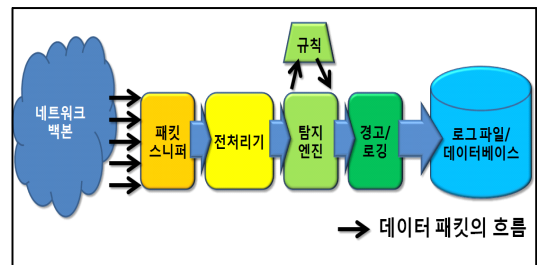 규칙
네트워크
백본
패킷
스니퍼
전처리기
탐지
엔진
경고/
로깅
로그 파일/
데이터베이스
데이터 패킷의 흐름